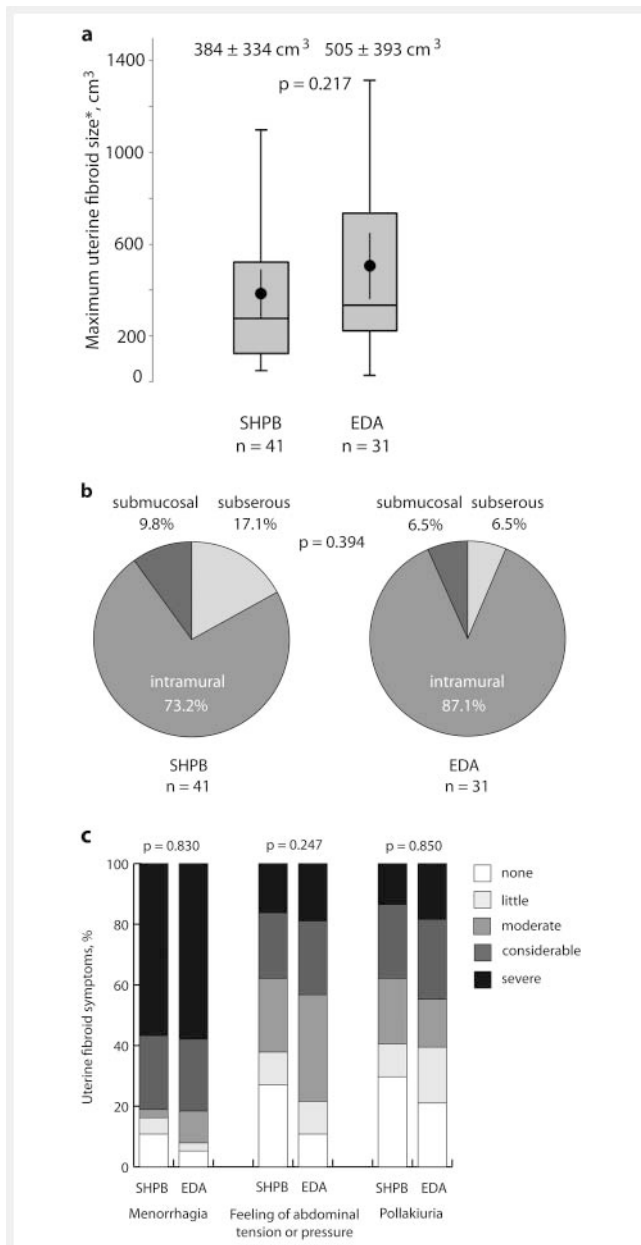 a
384 ± 334 cm³ 505 ± 393 cm³
p = 0.217
Maximum uterine fibroid size*, cm³
1400
1000
600
200
0
SHPB EDA
n = 41 n = 31
b
submucosal subserous submucosal subserous
9.8% 17.1% 6.5% 6.5%
p = 0.394
intramural intramural
73.2% 87.1%
SHPB EDA
n = 41 n = 31
c
p = 0.830 p = 0.247 p = 0.850
Uterine fibroid symptoms, %
100
80
60
40
20
0
none
little
moderate
considerable
severe
SHPB EDA SHPB EDA SHPB EDA
Menorrhagia Feeling of abdominal Pollakiuria
tension or pressure